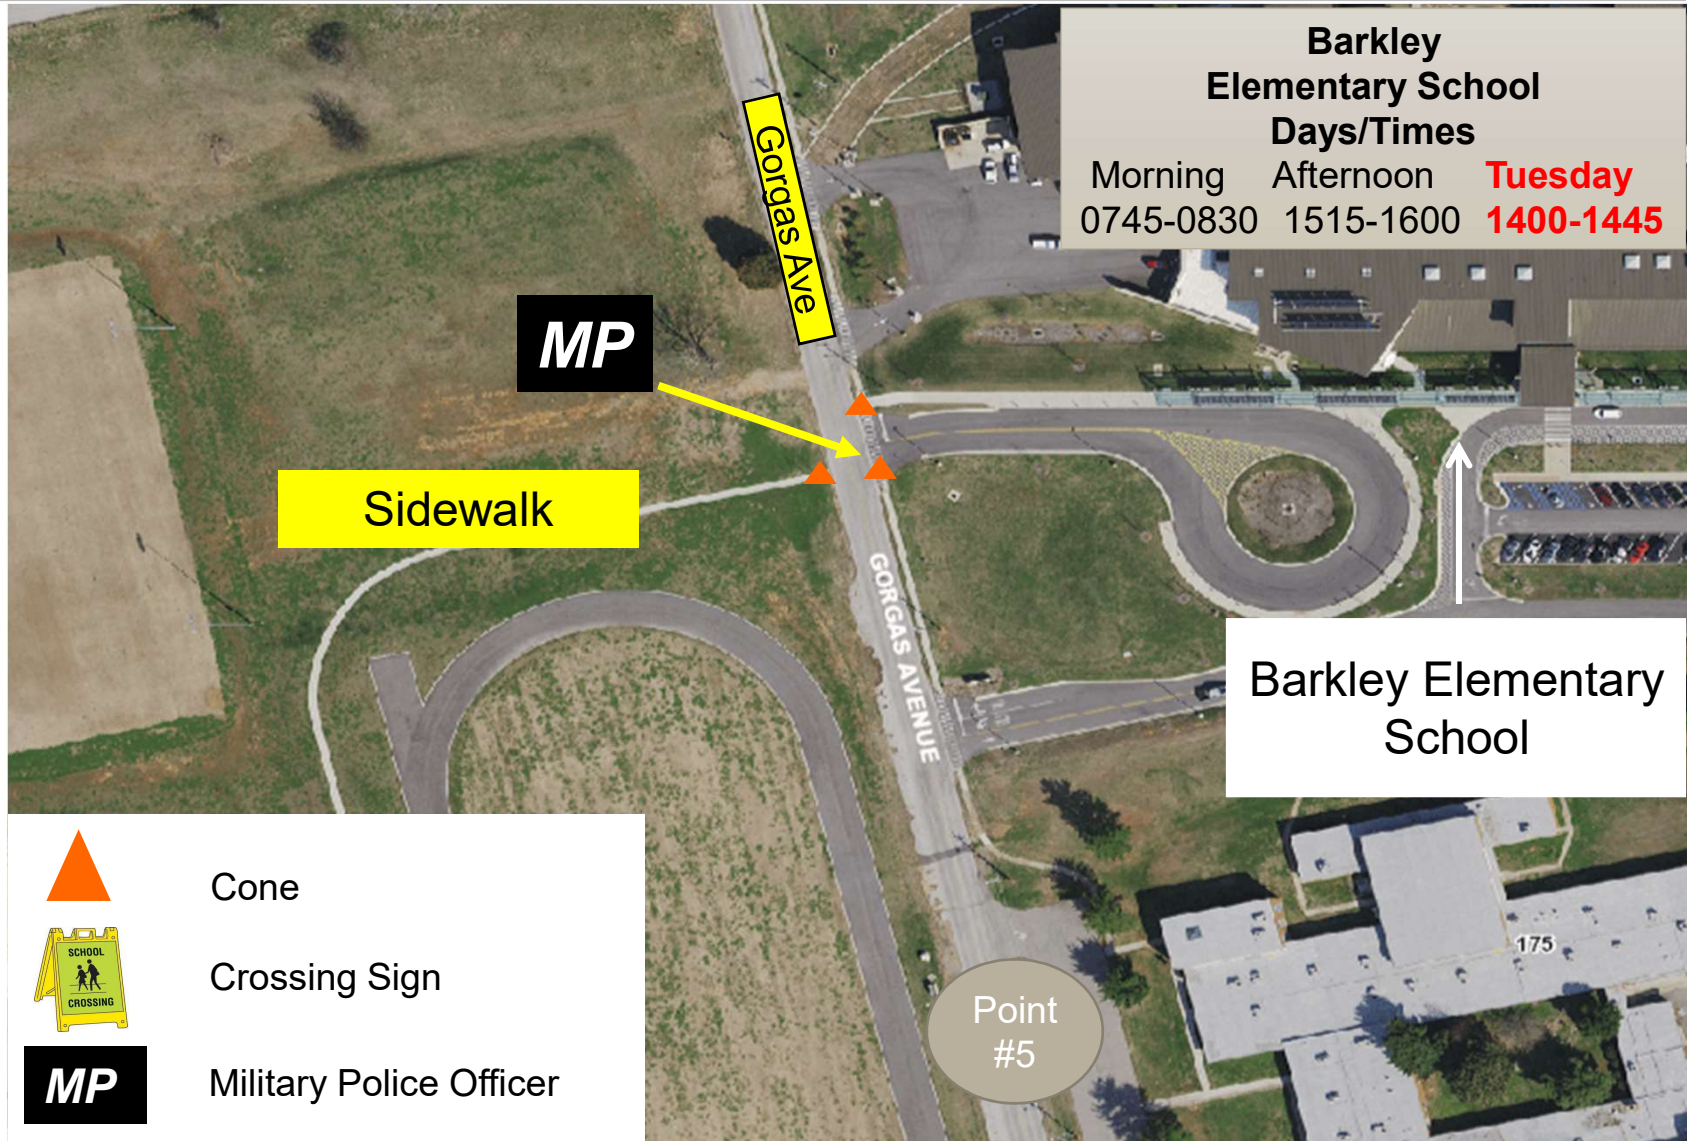 Barkley
Elementary School
Days/Times
Morning Afternoon Tuesday
0745-0830 1515-1600 1400-1445
Gorgas Ave
MP
Sidewalk
GORGAS AVENUE
Barkley Elementary
School
175
Point
#5
Cone
SCHOOL
CROSSING
Crossing Sign
MP
Military Police Officer